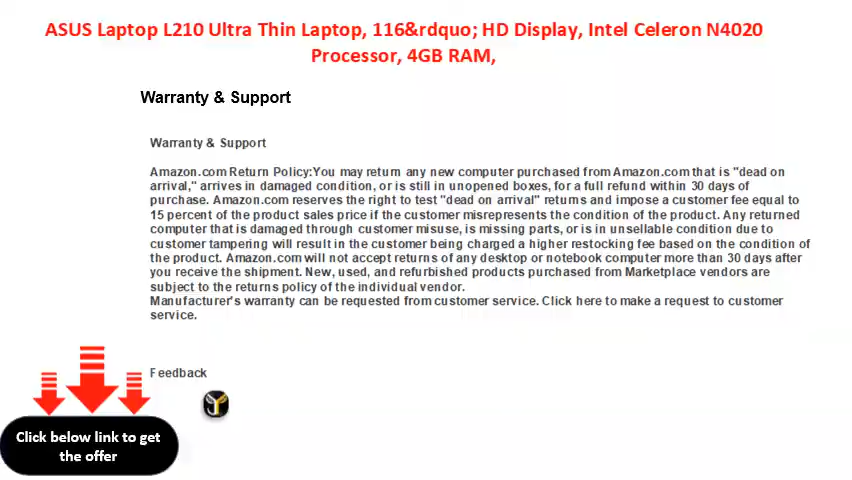 ASUS Laptop L210 Ultra Thin Laptop, 116&rdquo; HD Display, Intel Celeron N4020
Processor, 4GB RAM,
Warranty & Support
Warranty & Support
Amazon.com Return Policy:You may return any new computer purchased from Amazon.com that is "dead on
arrival," arrives in damaged condition, or is still in unopened boxes, for a full refund within 30 days of
purchase. Amazon.com reserves the right to test "dead on arrival" returns and impose a customer fee equal to
15 percent of the product sales price if the customer misrepresents the condition of the product. Any returned
computer that is damaged through customer misuse, is missing parts, or is in unsellable condition due to
customer tampering will result in the customer being charged a higher restocking fee based on the condition of
the product. Amazon.com will not accept returns of any desktop or notebook computer more than 30 days after
you receive the shipment. New, used, and refurbished products purchased from Marketplace vendors are
subject to the returns policy of the individual vendor.
Manufacturer's warranty can be requested from customer service. Click here to make a request to customer
service.
Feedback
Click below link to get
the offer